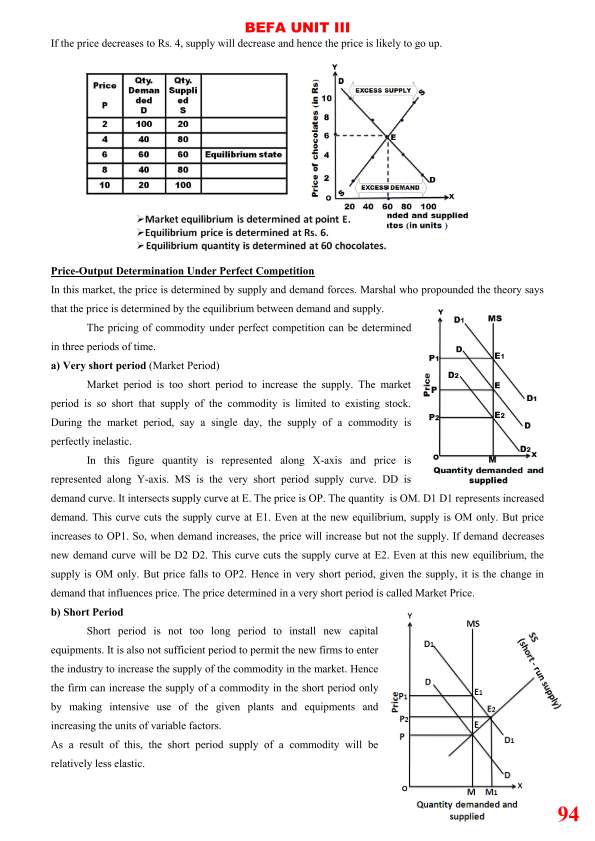 BEFA UNIT III
If the price decreases to Rs. 4, supply will decrease and hence the price is likely to go up.
Price P | Qty. Deman ded D | Qty. Suppli ed S
2 | 100 | 20
4 | 40 | 80
6 | 60 | 60 | Equilibrium state
8 | 40 | 80
10 | 20 | 100
Y
D
EXCESS SUPPLY
S
Price of chocolates (in Rs)
10
8
6
E
4
2
D
EXCESS DEMAND
S
O
X
20 40 60 80 100
nded and supplied
ites (in units )
➢Market equilibrium is determined at point E.
➢Equilibrium price is determined at Rs. 6.
➢ Equilibrium quantity is determined at 60 chocolates.
Price-Output Determination Under Perfect Competition
In this market, the price is determined by supply and demand forces. Marshal who propounded the theory says
that the price is determined by the equilibrium between demand and supply.
The pricing of commodity under perfect competition can be determined
in three periods of time.
a) Very short period (Market Period)
Market period is too short period to increase the supply. The market
period is so short that supply of the commodity is limited to existing stock.
During the market period, say a single day, the supply of a commodity is
perfectly inelastic.
In this figure quantity is represented along X-axis and price is
represented along Y-axis. MS is the very short period supply curve. DD is
Y
D1
MS
D
P1
E1
D2
Price
P
E
D1
P2
E2
D
D2
O
M
X
Quantity demanded and
supplied
demand curve. It intersects supply curve at E. The price is OP. The quantity is OM. D1 D1 represents increased
demand. This curve cuts the supply curve at E1. Even at the new equilibrium, supply is OM only. But price
increases to OP1. So, when demand increases, the price will increase but not the supply. If demand decreases
new demand curve will be D2 D2. This curve cuts the supply curve at E2. Even at this new equilibrium, the
supply is OM only. But price falls to OP2. Hence in very short period, given the supply, it is the change in
demand that influences price. The price determined in a very short period is called Market Price.
b) Short Period
Short period is not too long period to install new capital
equipments. It is also not sufficient period to permit the new firms to enter
the industry to increase the supply of the commodity in the market. Hence
the firm can increase the supply of a commodity in the short period only
by making intensive use of the given plants and equipments and
increasing the units of variable factors.
As a result of this, the short period supply of a commodity will be
relatively less elastic.
Y
MS
SS
(short - run supply)
D1
D
P1
E1
Price
P2
E2
E
P
D1
D
O
M M1
X
Quantity demanded and
supplied
94